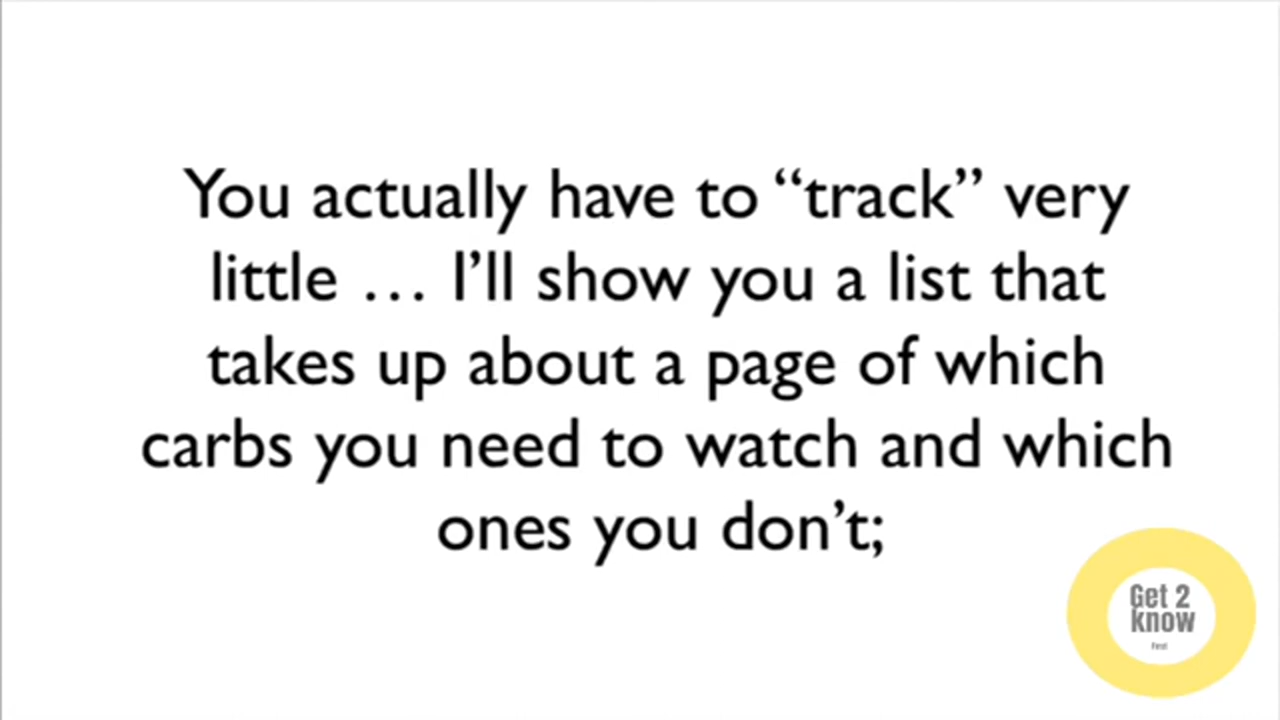 You actually have to “track” very
little … I’ll show you a list that
takes up about a page of which
carbs you need to watch and which
ones you don’t;
Get 2
know
First